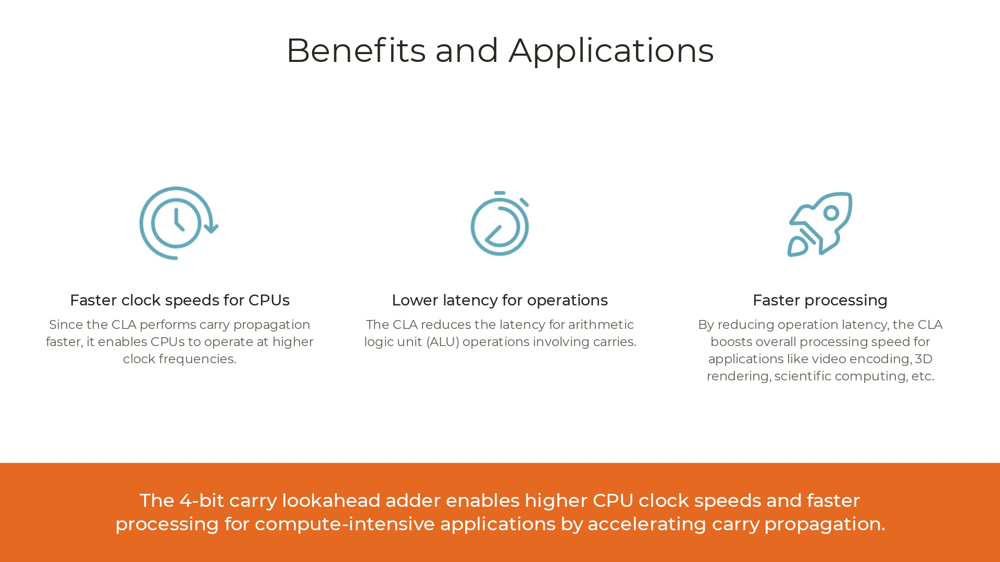 Benefits and Applications
Faster clock speeds for CPUs
Since the CLA performs carry propagation
faster, it enables CPUs to operate at higher
clock frequencies.
Lower latency for operations
The CLA reduces the latency for arithmetic
logic unit (ALU) operations involving carries.
Faster processing
By reducing operation latency, the CLA
boosts overall processing speed for
applications like video encoding, 3D
rendering, scientific computing, etc.
The 4-bit carry lookahead adder enables higher CPU clock speeds and faster
processing for compute-intensive applications by accelerating carry propagation.